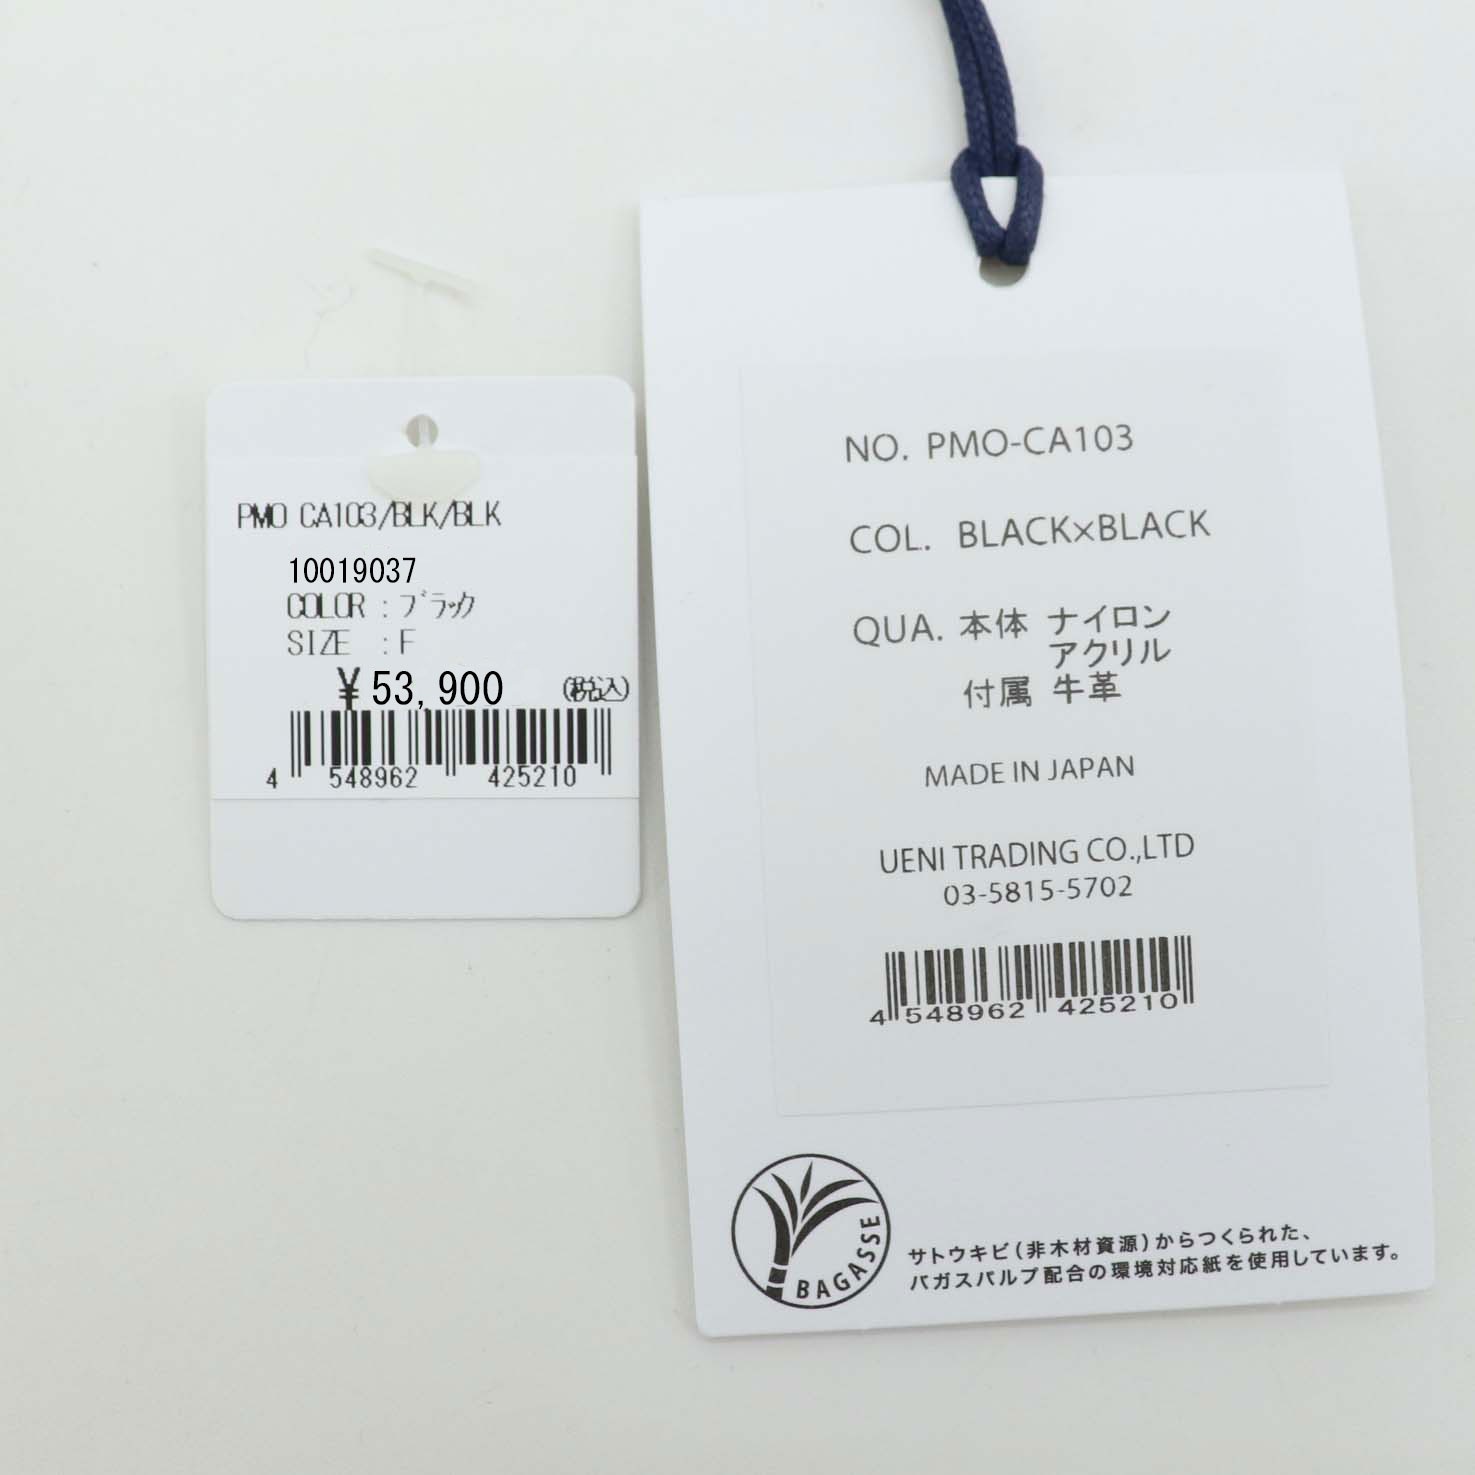 PMO CA103/BLK/BLK
10019037
COLOR : ブラック
SIZE : F
¥ 53,900 (税込)
4 548962 425210
NO. PMO-CA103
COL. BLACK×BLACK
QUA. 本体 ナイロン
アクリル
付属 牛革
MADE IN JAPAN
UENI TRADING CO.,LTD
03-5815-5702
4 548962 425210
BAGASSE
サトウキビ(非木材資源)からつくられた、
バガスパルプ配合の環境対応紙を使用しています。